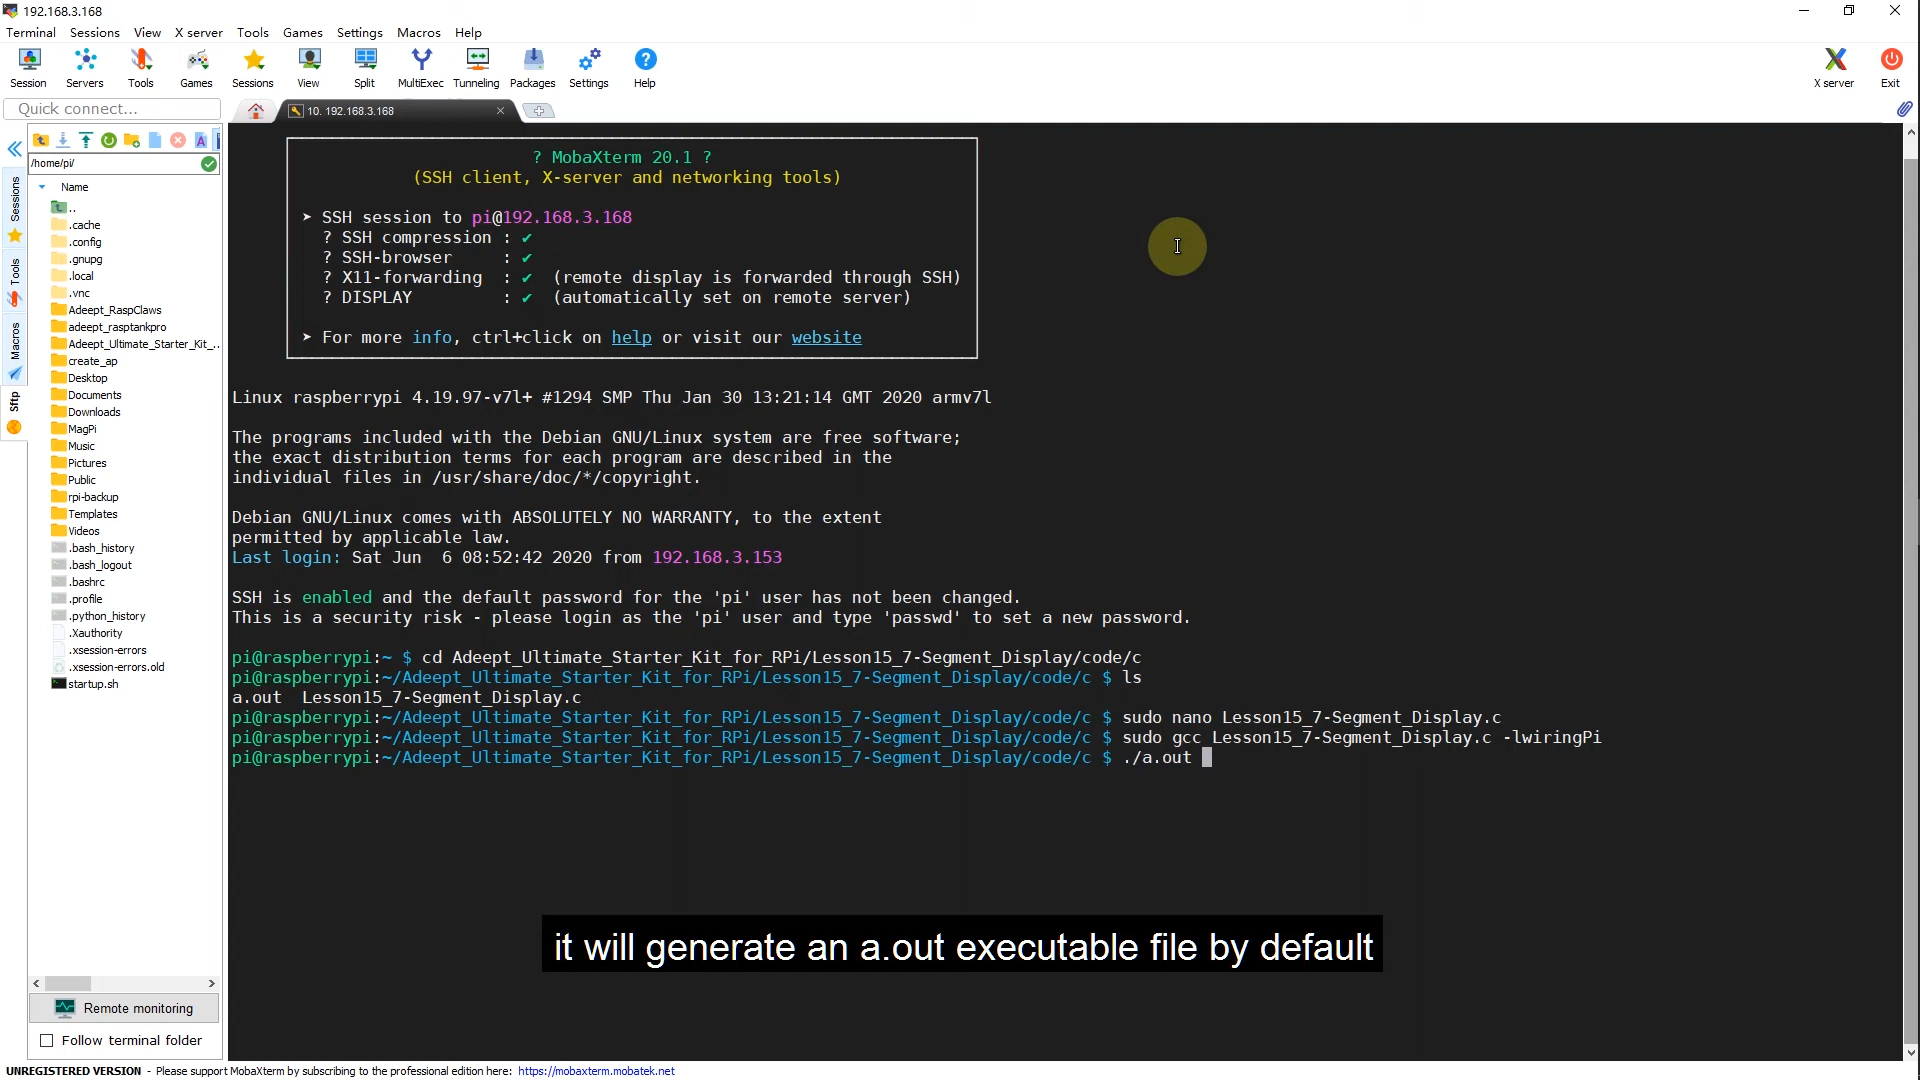 192.168.3.168
Terminal Sessions View X server Tools Games Settings Macros Help
Session Servers Tools Games Sessions View Split MultiExec Tunneling Packages Settings Help X server Exit
Quick connect...
10. 192.168.3.168
/home/pi/
Name
..
.cache
.config
.gnupg
.local
.vnc
Adeept_RaspClaws
adeept_rasptankpro
Adeept_Ultimate_Starter_Kit_..
create_ap
Desktop
Documents
Downloads
MagPi
Music
Pictures
Public
rpi-backup
Templates
Videos
.bash_history
.bash_logout
.bashrc
.profile
.python_history
.Xauthority
.xsession-errors
.xsession-errors.old
startup.sh
Sessions
Tools
Macros
Sftp
Remote monitoring
Follow terminal folder
? MobaXterm 20.1 ?
(SSH client, X-server and networking tools)
➤ SSH session to pi@192.168.3.168
? SSH compression : ✔
? SSH-browser : ✔
? X11-forwarding : ✔ (remote display is forwarded through SSH)
? DISPLAY : ✔ (automatically set on remote server)
➤ For more info, ctrl+click on help or visit our website
Linux raspberrypi 4.19.97-v7l+ #1294 SMP Thu Jan 30 13:21:14 GMT 2020 armv7l
The programs included with the Debian GNU/Linux system are free software;
the exact distribution terms for each program are described in the
individual files in /usr/share/doc/*/copyright.
Debian GNU/Linux comes with ABSOLUTELY NO WARRANTY, to the extent
permitted by applicable law.
Last login: Sat Jun  6 08:52:42 2020 from 192.168.3.153
SSH is enabled and the default password for the 'pi' user has not been changed.
This is a security risk - please login as the 'pi' user and type 'passwd' to set a new password.
pi@raspberrypi:~ $ cd Adeept_Ultimate_Starter_Kit_for_RPi/Lesson15_7-Segment_Display/code/c
pi@raspberrypi:~/Adeept_Ultimate_Starter_Kit_for_RPi/Lesson15_7-Segment_Display/code/c $ ls
a.out  Lesson15_7-Segment_Display.c
pi@raspberrypi:~/Adeept_Ultimate_Starter_Kit_for_RPi/Lesson15_7-Segment_Display/code/c $ sudo nano Lesson15_7-Segment_Display.c
pi@raspberrypi:~/Adeept_Ultimate_Starter_Kit_for_RPi/Lesson15_7-Segment_Display/code/c $ sudo gcc Lesson15_7-Segment_Display.c -lwiringPi
pi@raspberrypi:~/Adeept_Ultimate_Starter_Kit_for_RPi/Lesson15_7-Segment_Display/code/c $ ./a.out
it will generate an a.out executable file by default
UNREGISTERED VERSION - Please support MobaXterm by subscribing to the professional edition here: https://mobaxterm.mobatek.net